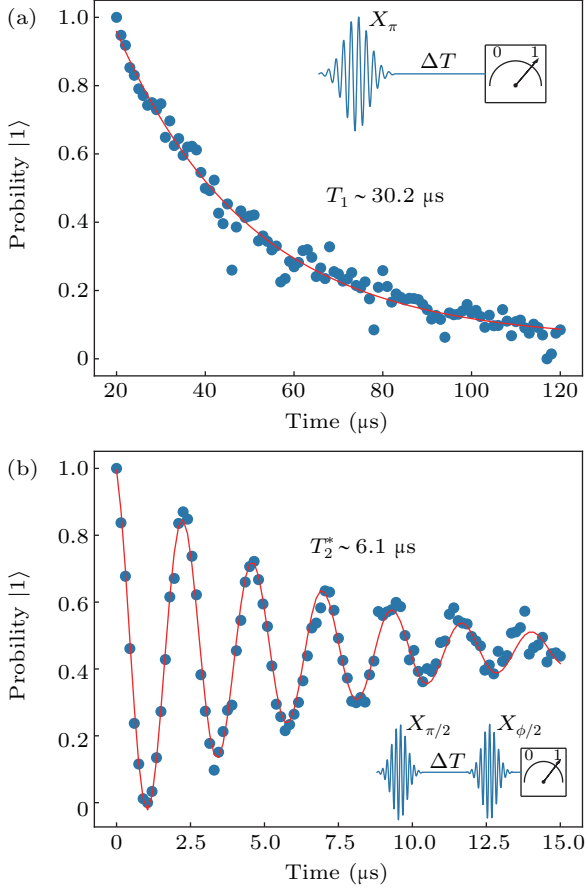 (a)
1.0
0.8
0.6
0.4
0.2
0
Probility |1⟩
X_π
ΔT
0 1
T₁ ~ 30.2 μs
20 40 60 80 100 120
Time (μs)
(b)
1.0
0.8
0.6
0.4
0.2
0
Probility |1⟩
T₂* ~ 6.1 μs
X_π/2 X_ϕ/2
ΔT
0 1
0 2.5 5.0 7.5 10.0 12.5 15.0
Time (μs)